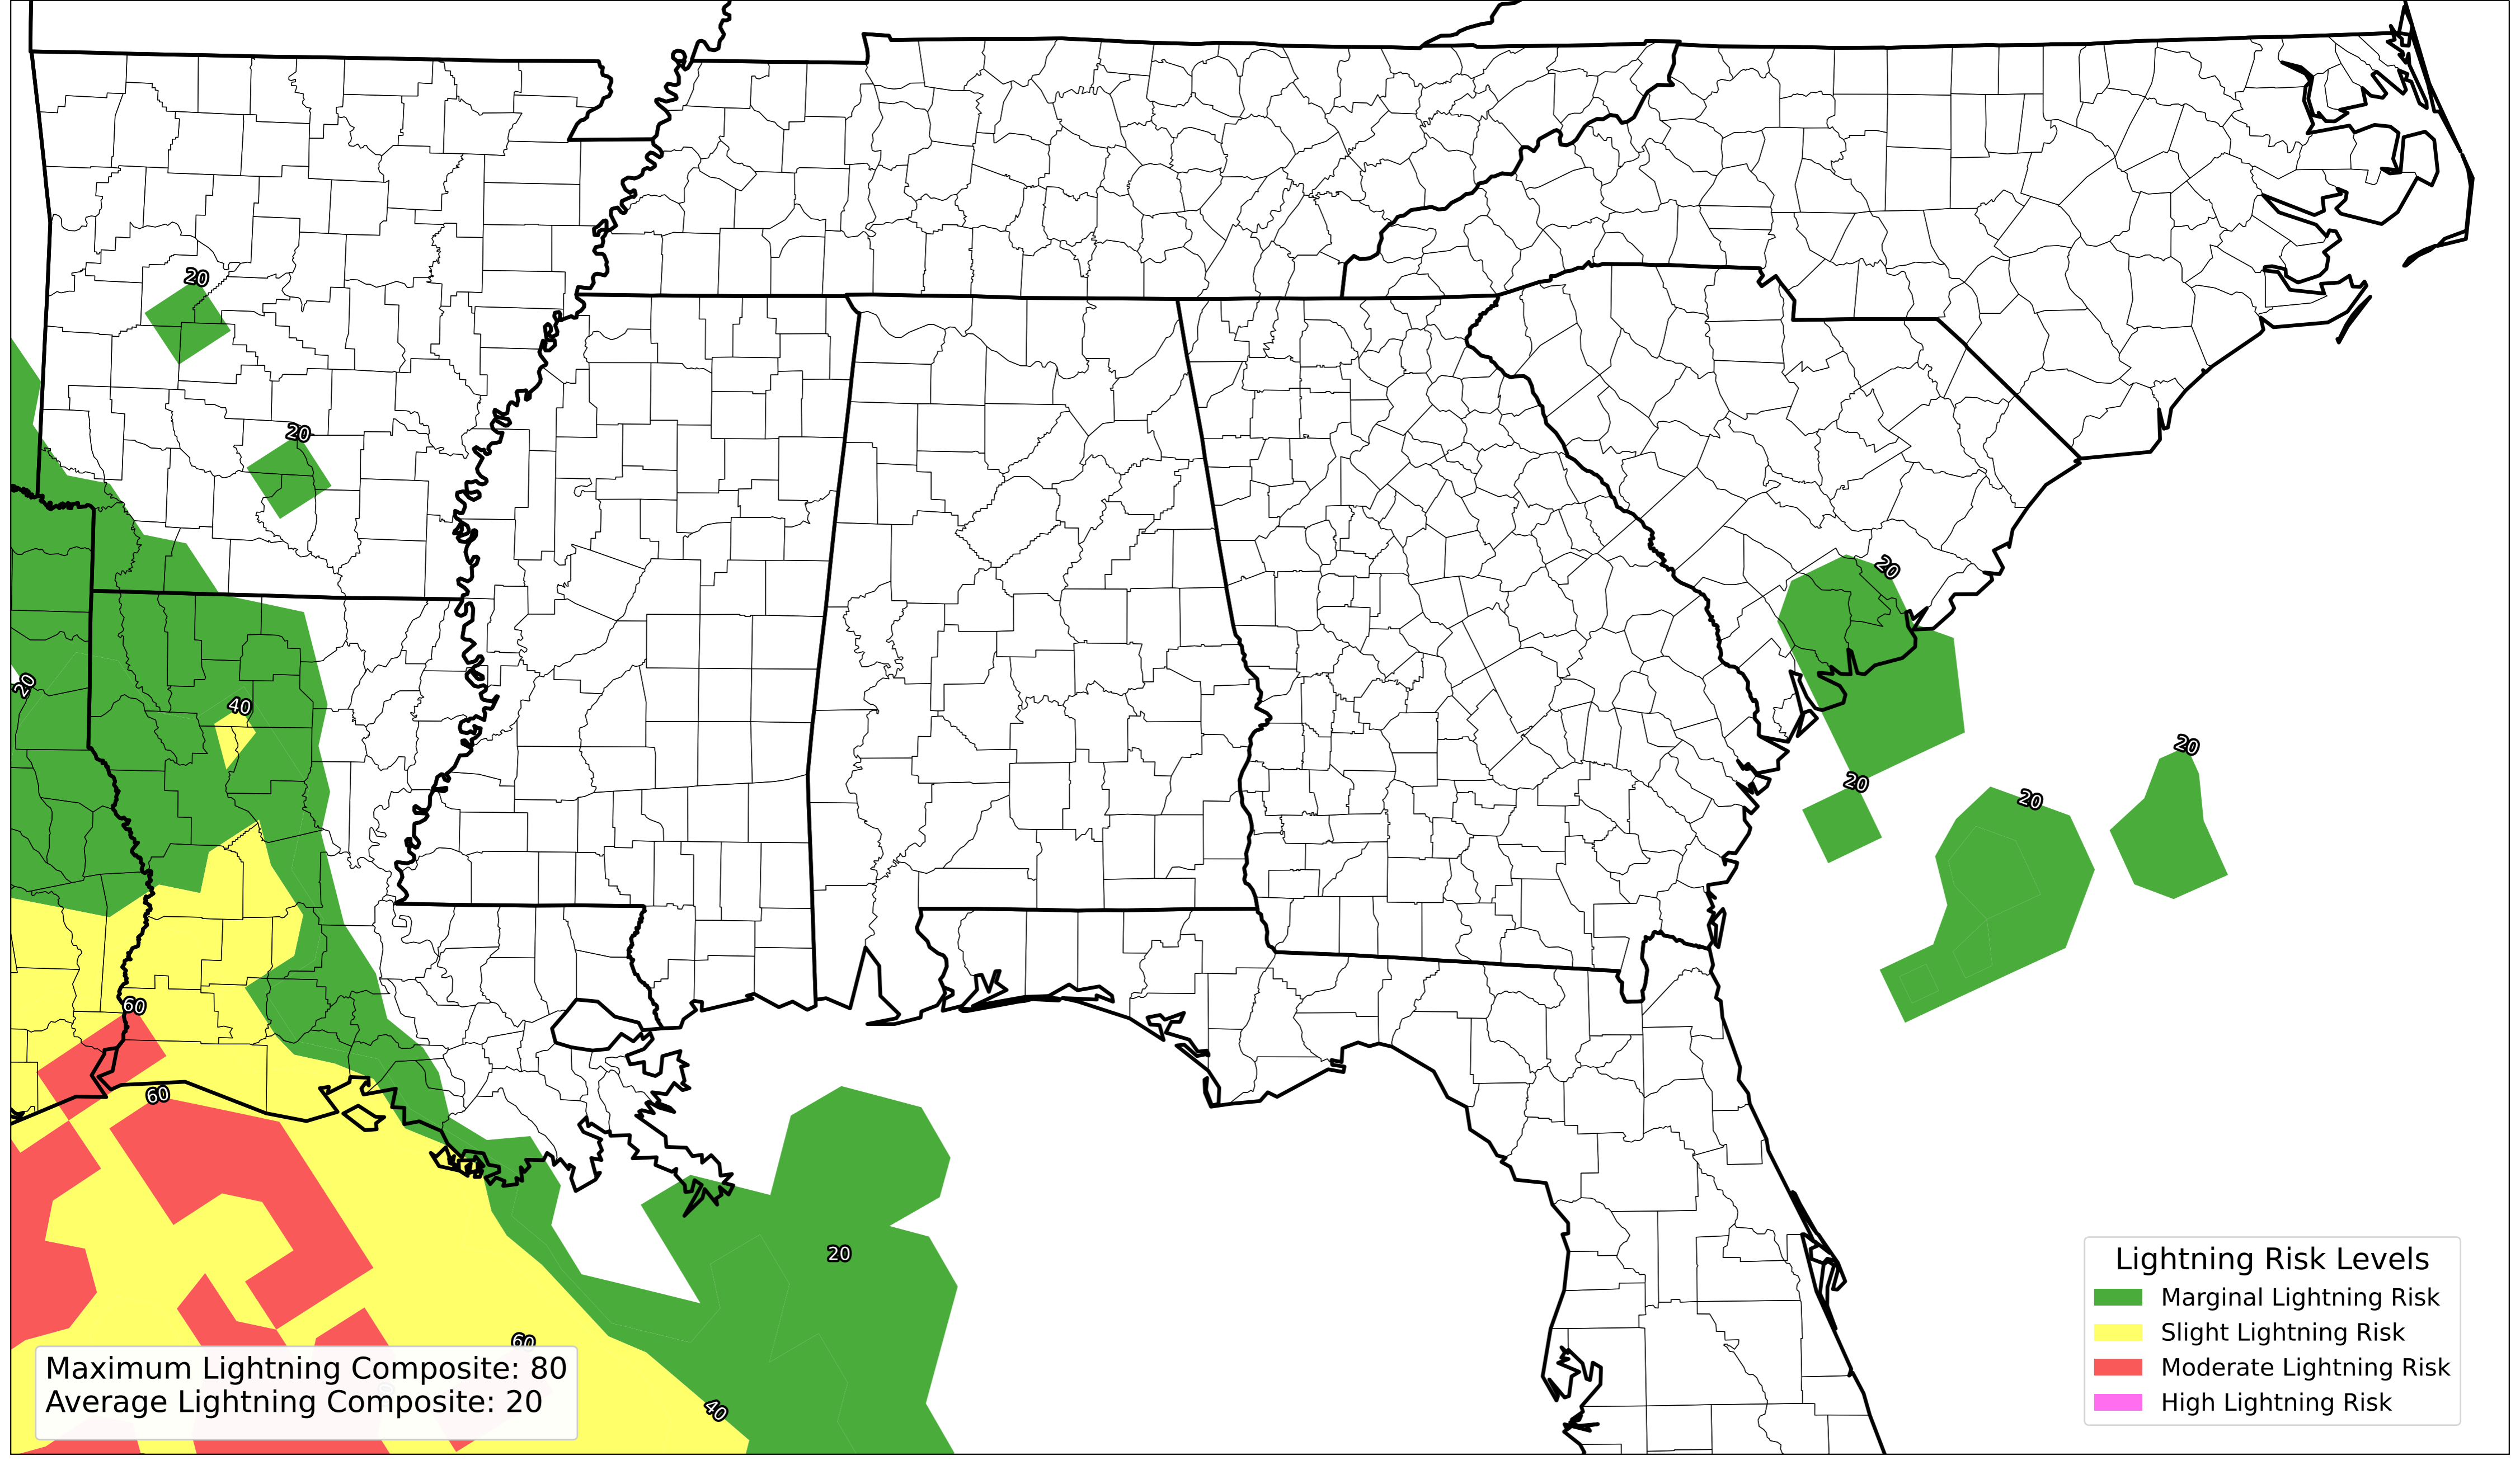 20
20
20
20
40
20
20
20
60
60
20
60
40
Lightning Risk Levels
Marginal Lightning Risk
Slight Lightning Risk
Moderate Lightning Risk
High Lightning Risk
Maximum Lightning Composite: 80
Average Lightning Composite: 20